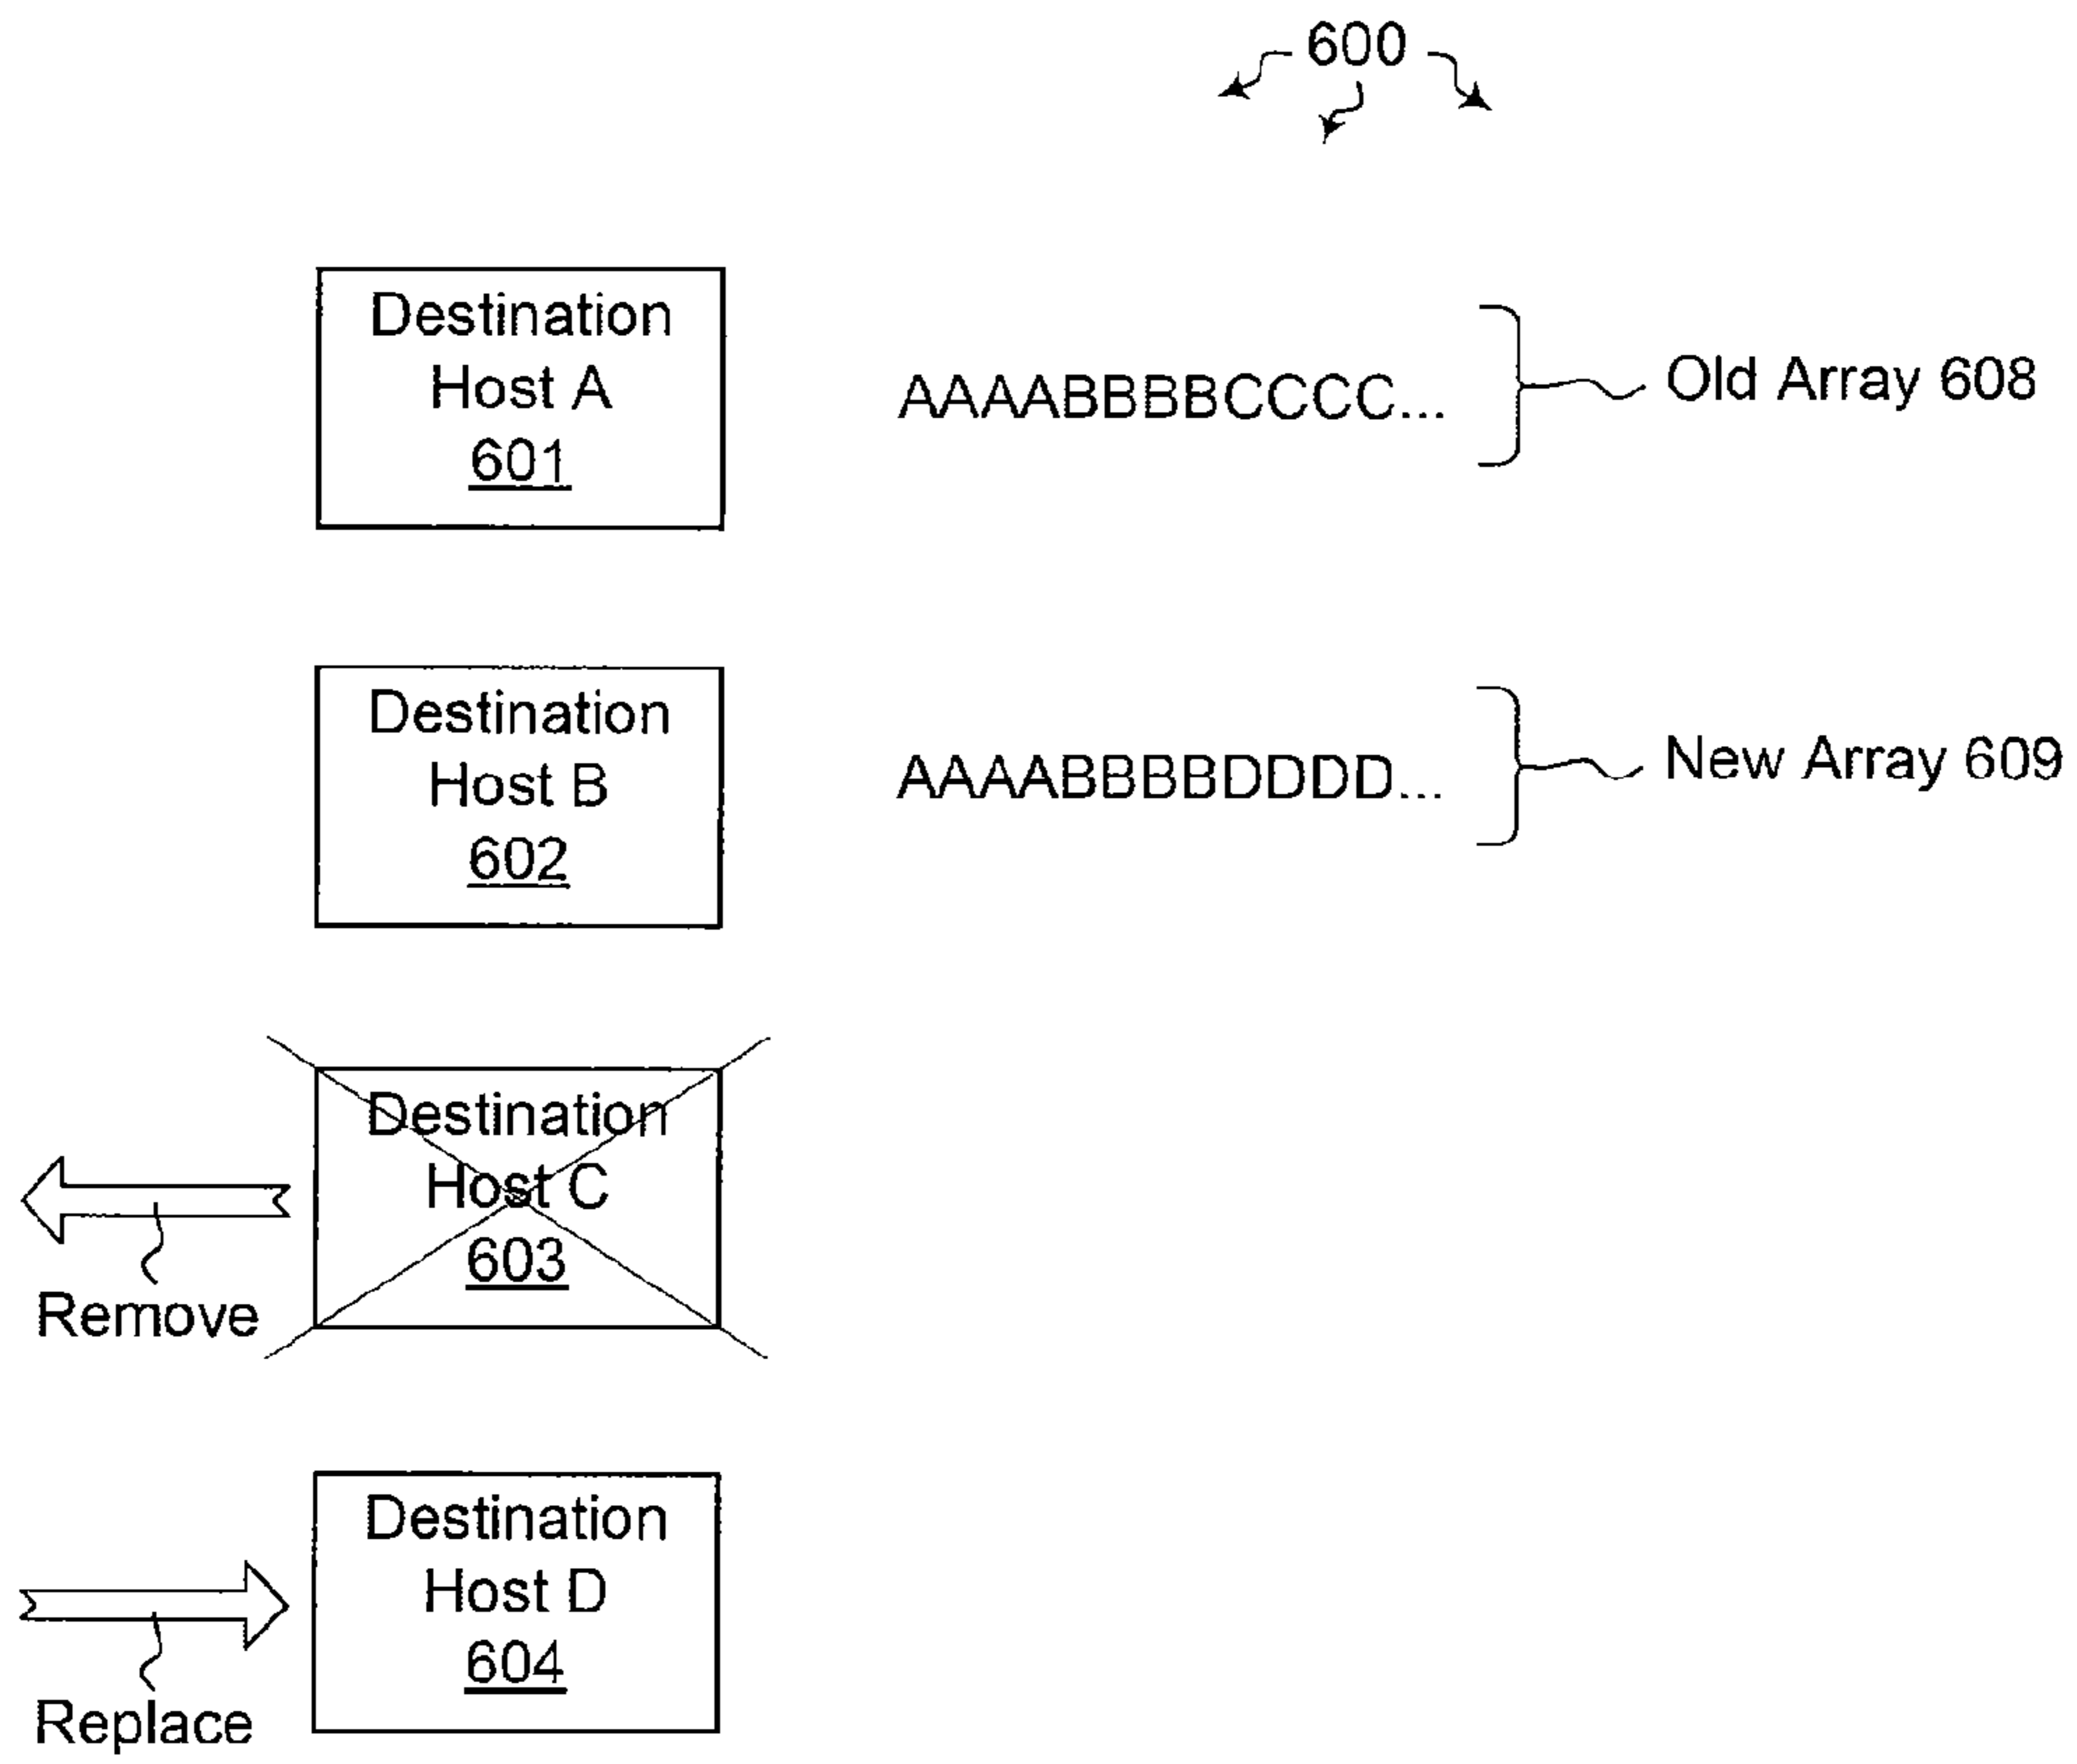 600
Destination
Host A
601
AAAABBBBCCCC...
Old Array 608
Destination
Host B
602
AAAABBBBDDDD...
New Array 609
Destination
Host C
603
Remove
Destination
Host D
604
Replace